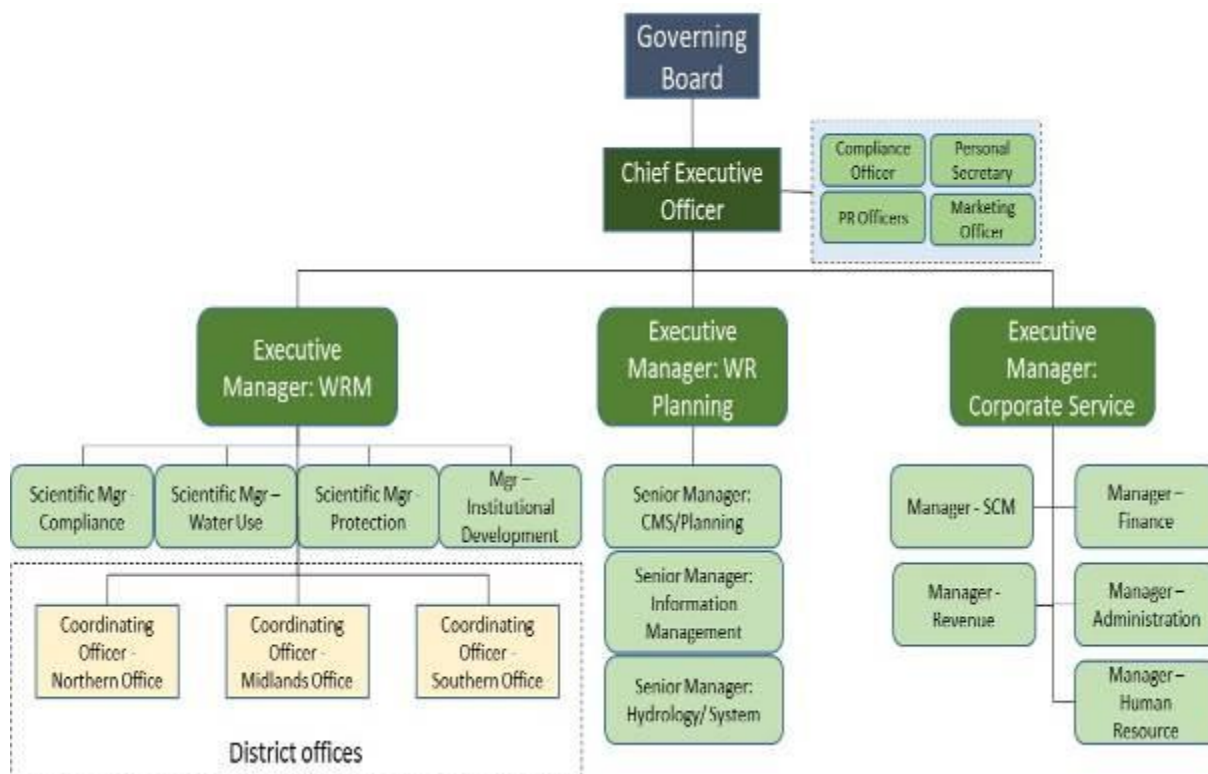 Governing
Board
Chief Executive
Officer
Compliance
Officer
Personal
Secretary
PR Officers
Marketing
Officer
Executive
Manager: WRM
Executive
Manager: WR
Planning
Executive
Manager:
Corporate Service
Scientific Mgr -
Compliance
Scientific Mgr –
Water Use
Scientific Mgr -
Protection
Mgr –
Institutional
Development
Senior Manager:
CMS/Planning
Manager - SCM
Manager –
Finance
Senior Manager:
Information
Management
Manager -
Revenue
Manager –
Administration
Coordinating
Officer -
Northern Office
Coordinating
Officer -
Midlands Office
Coordinating
Officer -
Southern Office
Senior Manager:
Hydrology/ System
Manager –
Human
Resource
District offices